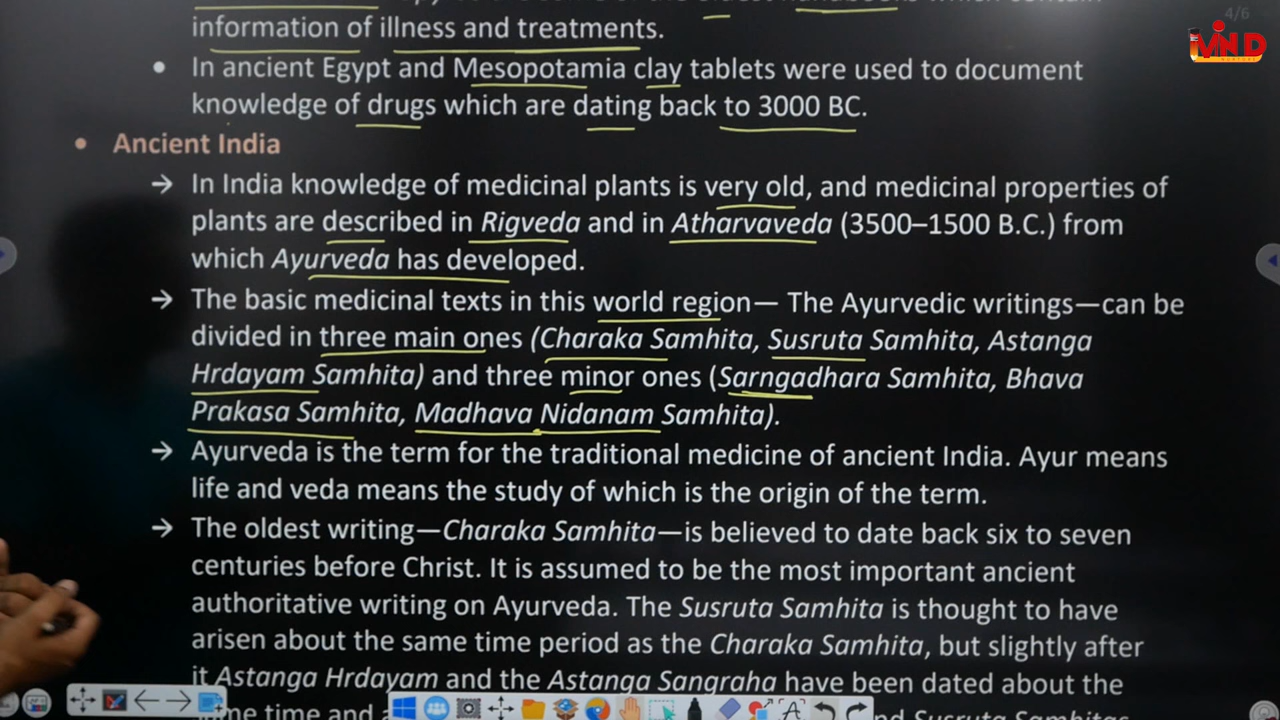 which contain
4/6
information of illness and treatments.
• In ancient Egypt and Mesopotamia clay tablets were used to document
knowledge of drugs which are dating back to 3000 BC.
• Ancient India
→ In India knowledge of medicinal plants is very old, and medicinal properties of
plants are described in Rigveda and in Atharvaveda (3500–1500 B.C.) from
which Ayurveda has developed.
→ The basic medicinal texts in this world region— The Ayurvedic writings—can be
divided in three main ones (Charaka Samhita, Susruta Samhita, Astanga
Hrdayam Samhita) and three minor ones (Sarngadhara Samhita, Bhava
Prakasa Samhita, Madhava Nidanam Samhita).
→ Ayurveda is the term for the traditional medicine of ancient India. Ayur means
life and veda means the study of which is the origin of the term.
→ The oldest writing—Charaka Samhita—is believed to date back six to seven
centuries before Christ. It is assumed to be the most important ancient
authoritative writing on Ayurveda. The Susruta Samhita is thought to have
arisen about the same time period as the Charaka Samhita, but slightly after
it Astanga Hrdayam and the Astanga Sangraha have been dated about the
time and